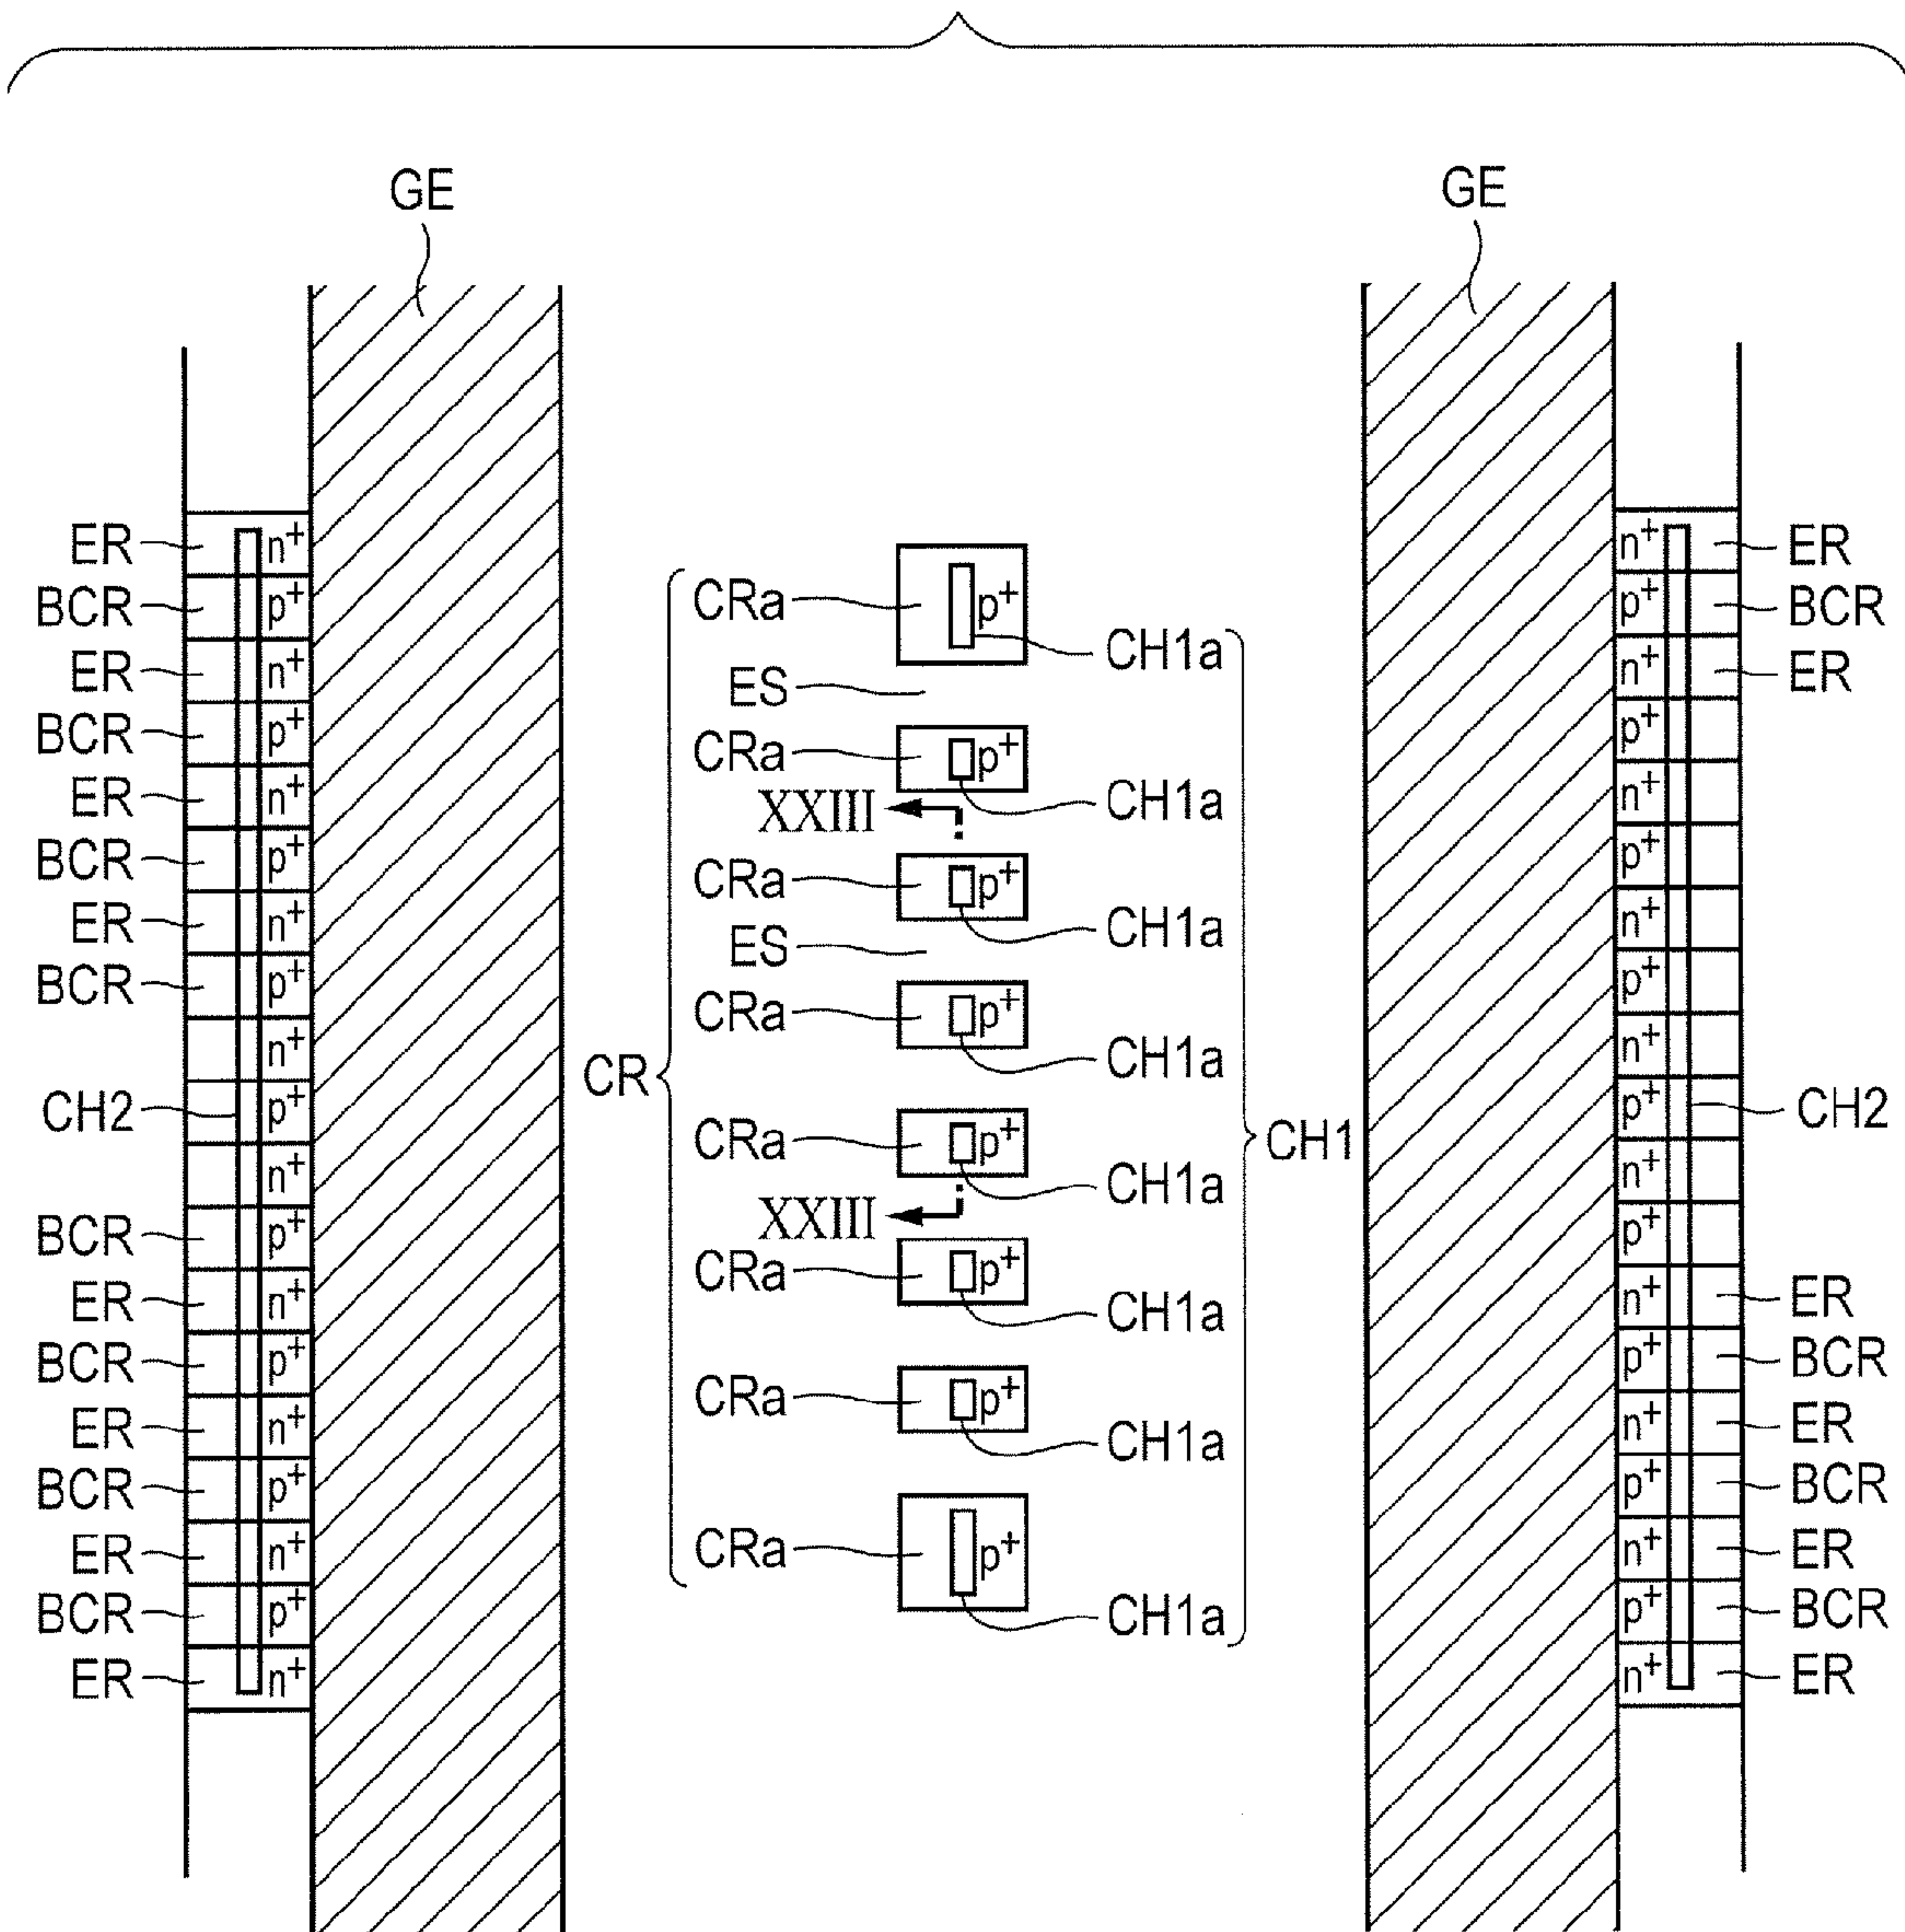 GE GE
ER n+ n+ ER
BCR p+ CRa p+ p+ BCR
CH1a
ER n+ ES n+ ER
BCR p+ CRa p+ p+
ER n+ XXIII CH1a n+
BCR p+ CRa p+ p+
ER n+ ES CH1a n+
BCR p+ CRa p+ p+
n+ CR CH1a n+
CH2 p+ CRa p+ CH1 p+ CH2
n+ CH1a n+
BCR p+ XXIII p+
ER n+ CRa p+ CH1a n+ ER
BCR p+ CRa p+ p+ BCR
ER n+ CH1a n+ ER
BCR p+ p+ BCR
ER n+ CRa p+ n+ ER
BCR p+ CH1a p+ BCR
ER n+ n+ ER